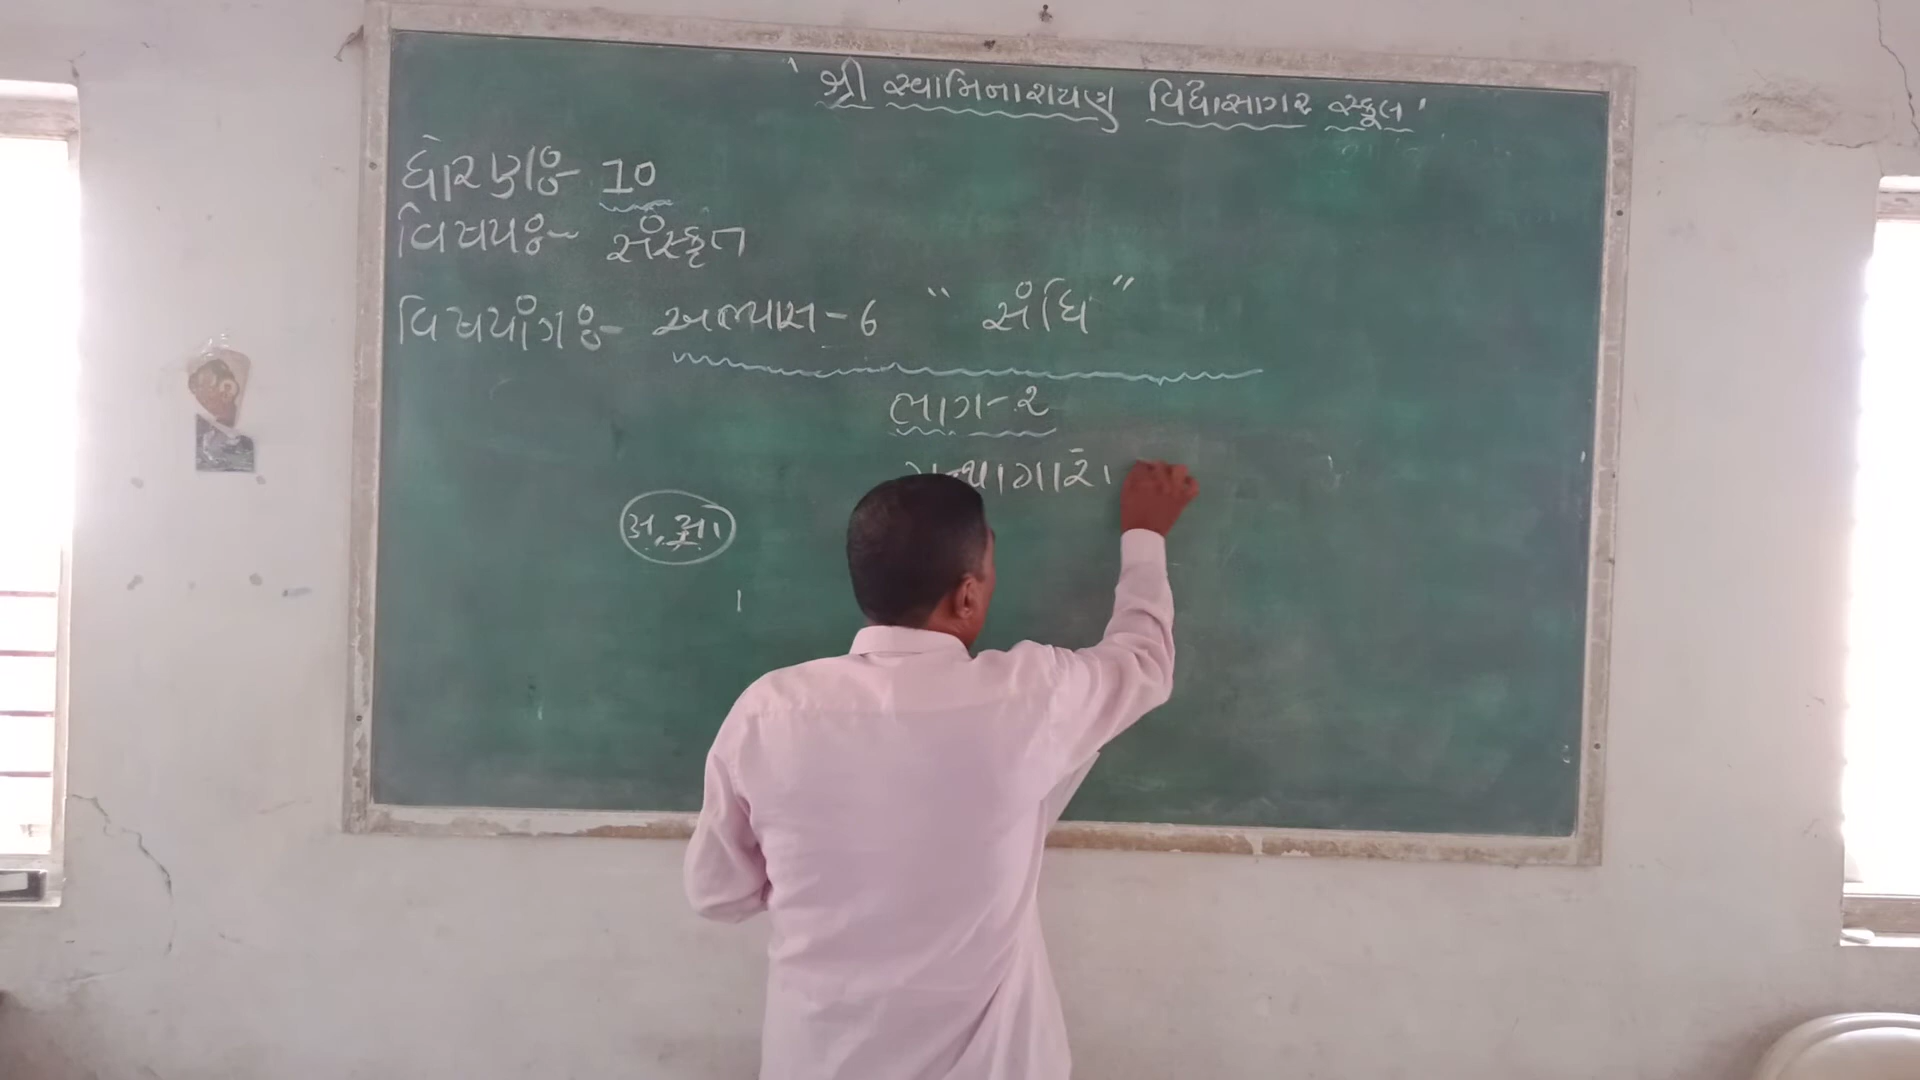 ' શ્રી સ્વામિનારાયણ વિદ્યાસાગર સ્કૂલ '
ધોરણઃ- 10
વિષયઃ- સંસ્કૃત
વિષયાંગઃ- અભ્યાસ-6 " સંધિ "
ભાગ-૨
अ, आ